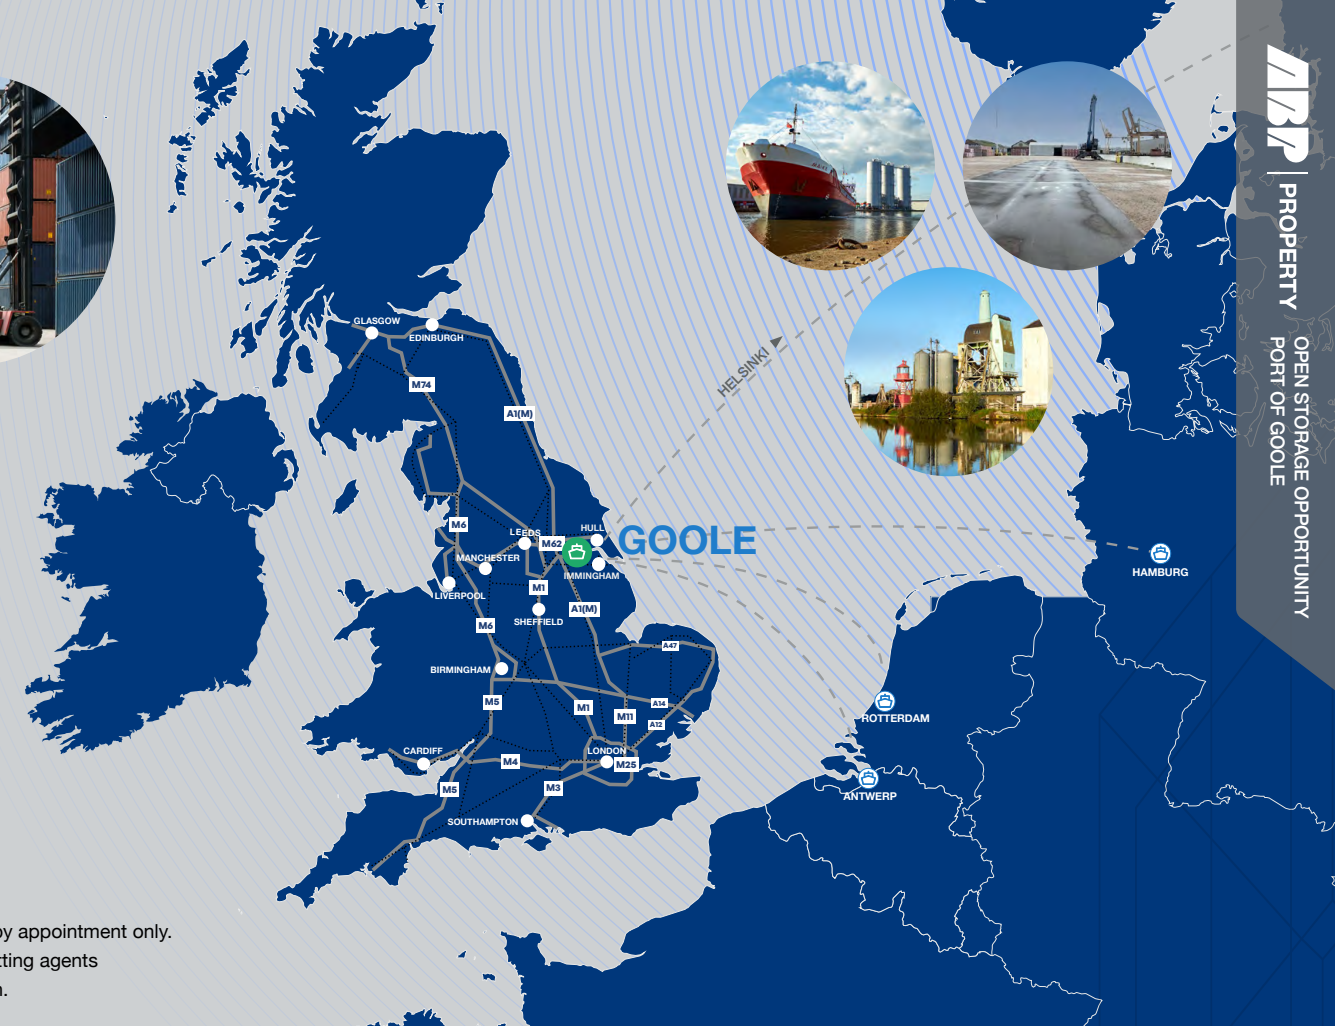 GLASGOW
EDINBURGH
M74
A1(M)
HELSINKI
M6
LEEDS
M62
HULL
GOOLE
MANCHESTER
IMMINGHAM
LIVERPOOL
M1
A1(M)
SHEFFIELD
M6
A47
BIRMINGHAM
M5
M1
M11
A14
A12
CARDIFF
M4
LONDON
M25
M5
M3
SOUTHAMPTON
HAMBURG
ROTTERDAM
ANTWERP
ABP
PROPERTY
OPEN STORAGE OPPORTUNITY
PORT OF GOOLE
by appointment only.
agents